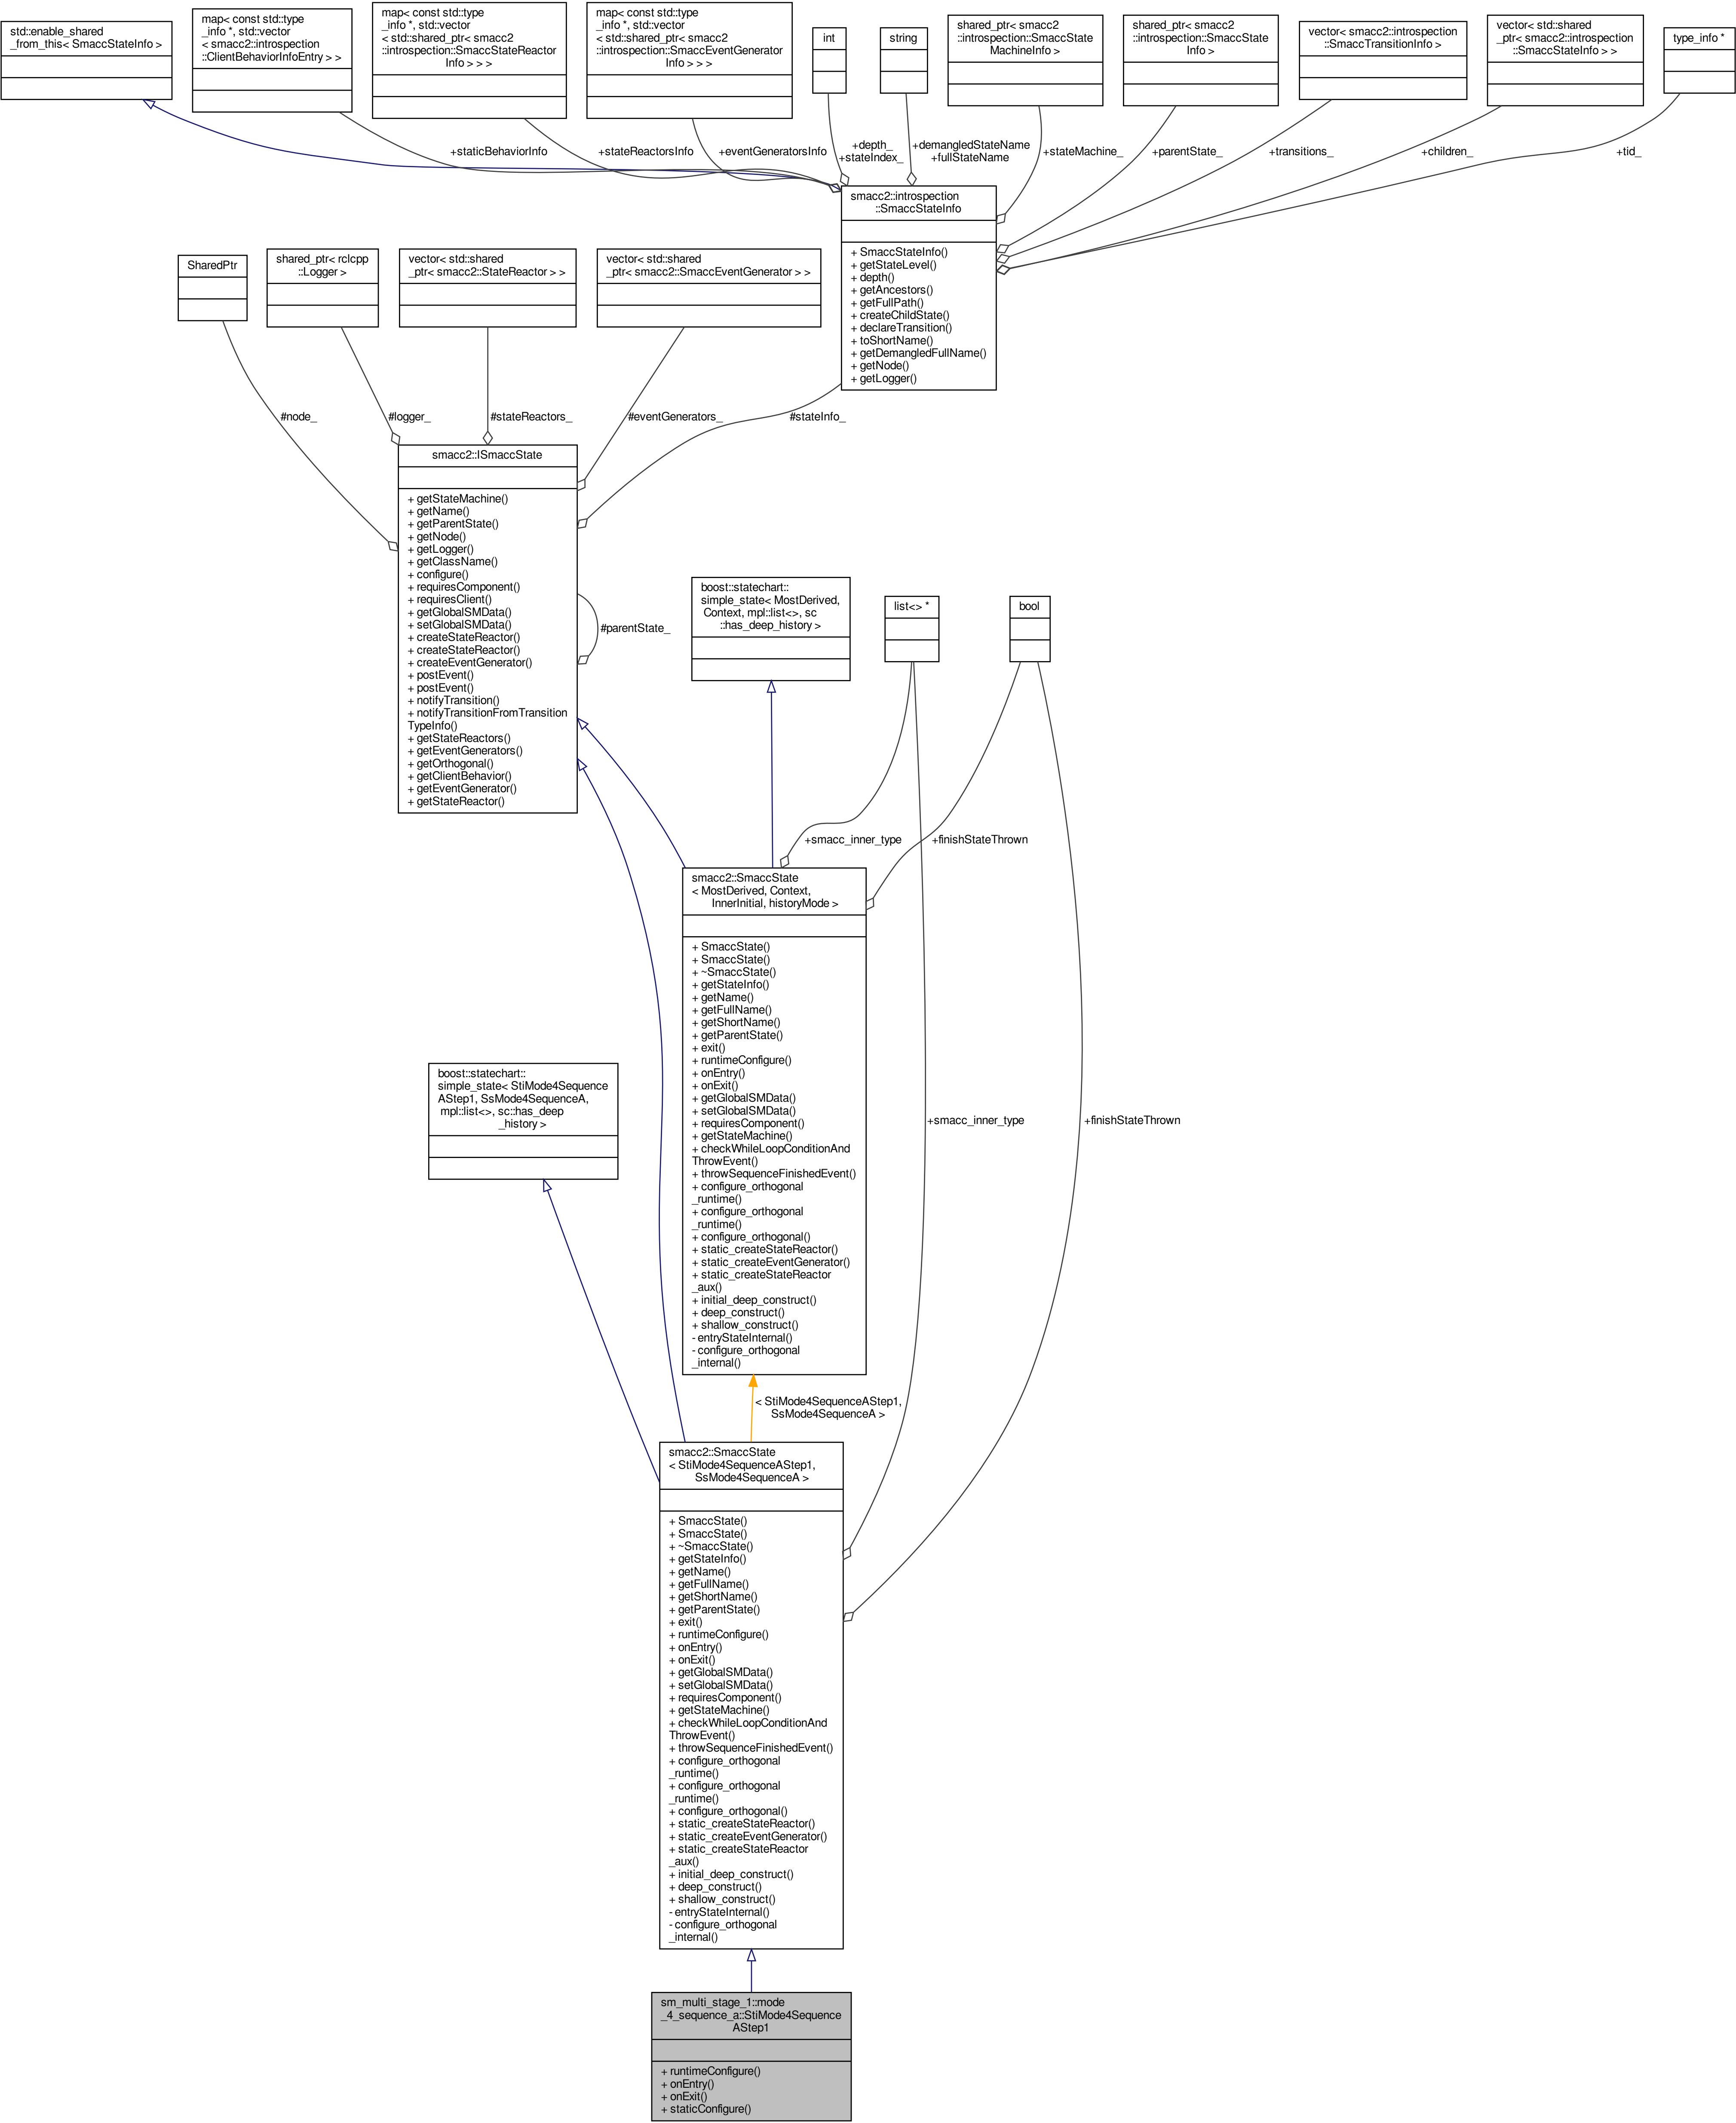 std::enable_shared
_from_this< SmaccStateInfo >
map< const std::type
_info *, std::vector
< smacc2::introspection
::ClientBehaviorInfoEntry > >
map< const std::type
_info *, std::vector
< std::shared_ptr< smacc2
::introspection::SmaccStateReactor
Info > > >
map< const std::type
_info *, std::vector
< std::shared_ptr< smacc2
::introspection::SmaccEventGenerator
Info > > >
int
string
shared_ptr< smacc2
::introspection::SmaccState
MachineInfo >
shared_ptr< smacc2
::introspection::SmaccState
Info >
vector< smacc2::introspection
::SmaccTransitionInfo >
vector< std::shared
_ptr< smacc2::introspection
::SmaccStateInfo > >
type_info *
+staticBehaviorInfo
+stateReactorsInfo
+eventGeneratorsInfo
+depth_
+stateIndex_
+demangledStateName
+fullStateName
+stateMachine_
+parentState_
+transitions_
+children_
+tid_
smacc2::introspection
::SmaccStateInfo
+ SmaccStateInfo()
+ getStateLevel()
+ depth()
+ getAncestors()
+ getFullPath()
+ createChildState()
+ declareTransition()
+ toShortName()
+ getDemangledFullName()
+ getNode()
+ getLogger()
SharedPtr
shared_ptr< rclcpp
::Logger >
vector< std::shared
_ptr< smacc2::StateReactor > >
vector< std::shared
_ptr< smacc2::SmaccEventGenerator > >
#node_
#logger_
#stateReactors_
#eventGenerators_
#stateInfo_
smacc2::ISmaccState
+ getStateMachine()
+ getName()
+ getParentState()
+ getNode()
+ getLogger()
+ getClassName()
+ configure()
+ requiresComponent()
+ requiresClient()
+ getGlobalSMData()
+ setGlobalSMData()
+ createStateReactor()
+ createStateReactor()
+ createEventGenerator()
+ postEvent()
+ postEvent()
+ notifyTransition()
+ notifyTransitionFromTransition
TypeInfo()
+ getStateReactors()
+ getEventGenerators()
+ getOrthogonal()
+ getClientBehavior()
+ getEventGenerator()
+ getStateReactor()
#parentState_
boost::statechart::
simple_state< MostDerived,
Context, mpl::list<>, sc
::has_deep_history >
list<> *
bool
+smacc_inner_type
+finishStateThrown
smacc2::SmaccState
< MostDerived, Context,
InnerInitial, historyMode >
+ SmaccState()
+ SmaccState()
+ ~SmaccState()
+ getStateInfo()
+ getName()
+ getFullName()
+ getShortName()
+ getParentState()
+ exit()
+ runtimeConfigure()
+ onEntry()
+ onExit()
+ getGlobalSMData()
+ setGlobalSMData()
+ requiresComponent()
+ getStateMachine()
+ checkWhileLoopConditionAnd
ThrowEvent()
+ throwSequenceFinishedEvent()
+ configure_orthogonal
_runtime()
+ configure_orthogonal
_runtime()
+ configure_orthogonal()
+ static_createStateReactor()
+ static_createEventGenerator()
+ static_createStateReactor
_aux()
+ initial_deep_construct()
+ deep_construct()
+ shallow_construct()
- entryStateInternal()
- configure_orthogonal
_internal()
boost::statechart::
simple_state< StiMode4Sequence
AStep1, SsMode4SequenceA,
mpl::list<>, sc::has_deep
_history >
+smacc_inner_type
+finishStateThrown
< StiMode4SequenceAStep1,
SsMode4SequenceA >
smacc2::SmaccState
< StiMode4SequenceAStep1,
SsMode4SequenceA >
+ SmaccState()
+ SmaccState()
+ ~SmaccState()
+ getStateInfo()
+ getName()
+ getFullName()
+ getShortName()
+ getParentState()
+ exit()
+ runtimeConfigure()
+ onEntry()
+ onExit()
+ getGlobalSMData()
+ setGlobalSMData()
+ requiresComponent()
+ getStateMachine()
+ checkWhileLoopConditionAnd
ThrowEvent()
+ throwSequenceFinishedEvent()
+ configure_orthogonal
_runtime()
+ configure_orthogonal
_runtime()
+ configure_orthogonal()
+ static_createStateReactor()
+ static_createEventGenerator()
+ static_createStateReactor
_aux()
+ initial_deep_construct()
+ deep_construct()
+ shallow_construct()
- entryStateInternal()
- configure_orthogonal
_internal()
sm_multi_stage_1::mode
_4_sequence_a::StiMode4Sequence
AStep1
+ runtimeConfigure()
+ onEntry()
+ onExit()
+ staticConfigure()